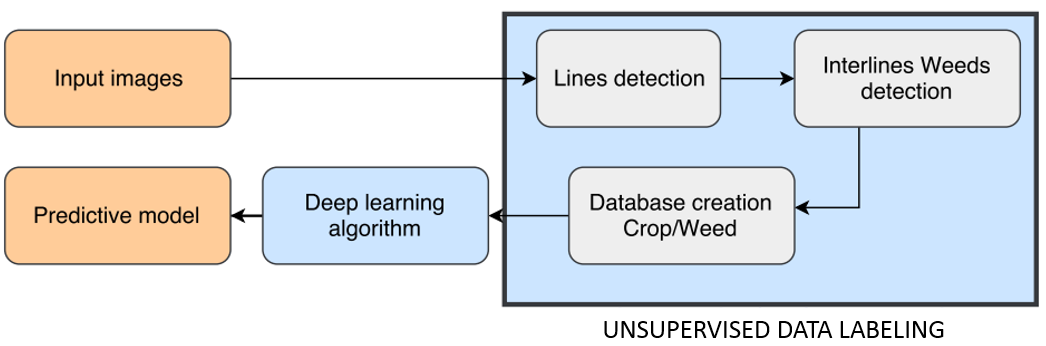 Input images
Lines detection
Interlines Weeds
detection
Predictive model
Deep learning
algorithm
Database creation
Crop/Weed
UNSUPERVISED DATA LABELING